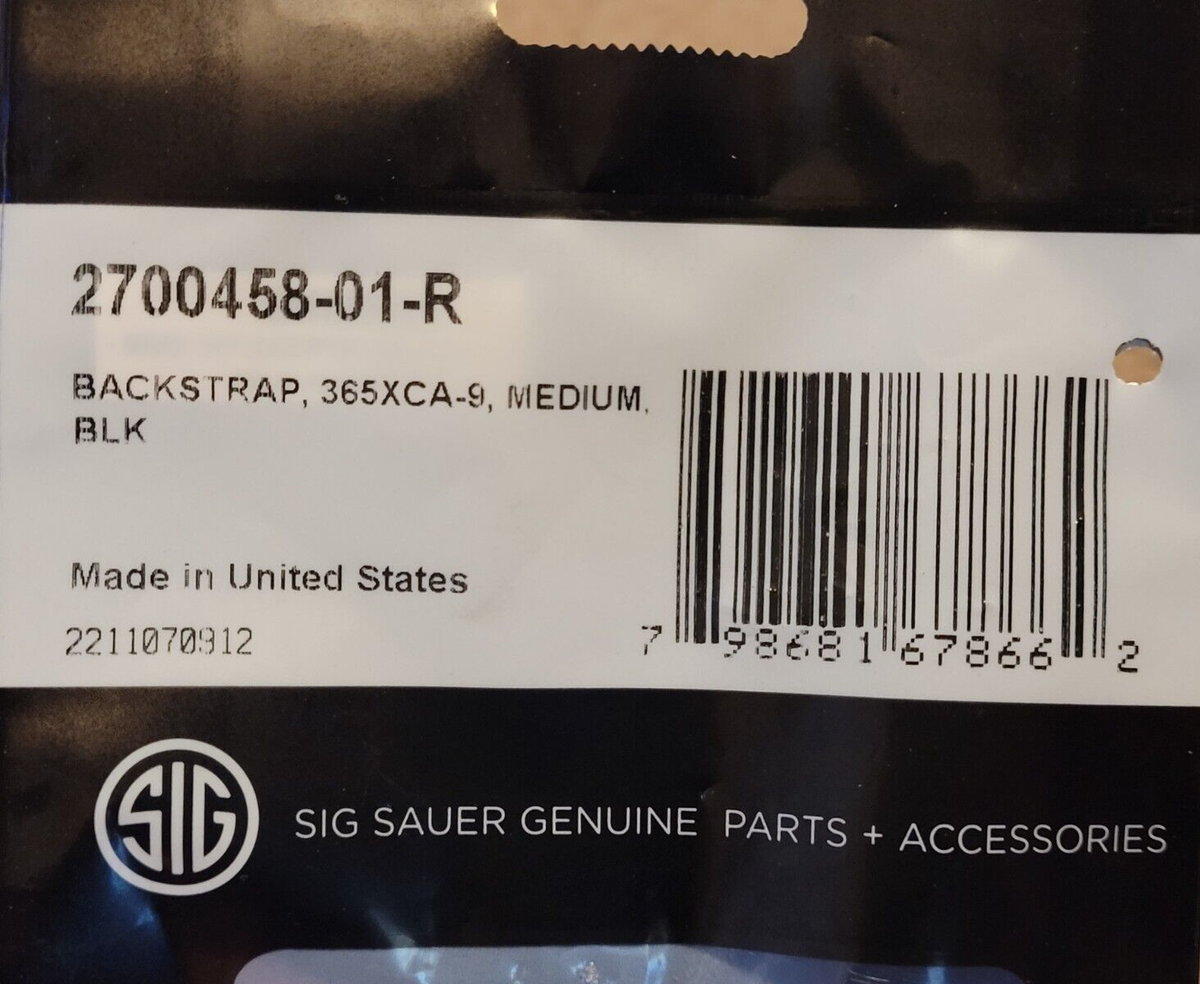 2700458-01-R
BACKSTRAP, 365XCA-9, MEDIUM,
BLK
Made in United States
2211070912
7 98681 67866 2
SIG
SIG SAUER GENUINE PARTS + ACCESSORIES